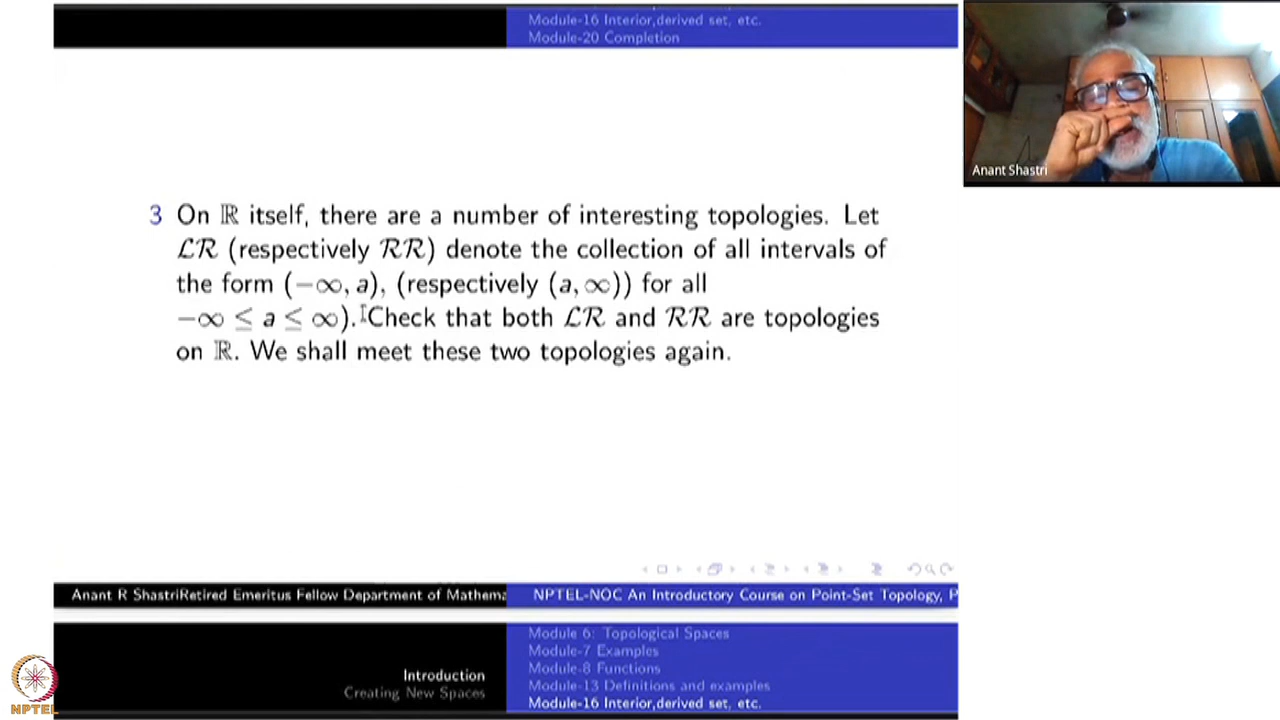 Module-16 Interior,derived set, etc.
Module-20 Completion
Anant Shastri
3 On ℝ itself, there are a number of interesting topologies. Let
ℒℛ (respectively ℛℛ) denote the collection of all intervals of
the form (−∞, a), (respectively (a, ∞)) for all
−∞ ≤ a ≤ ∞). Check that both ℒℛ and ℛℛ are topologies
on ℝ. We shall meet these two topologies again.
Anant R ShastriRetired Emeritus Fellow Department of Mathema
NPTEL-NOC An Introductory Course on Point-Set Topology, P
Introduction
Creating New Spaces
Module 6: Topological Spaces
Module-7 Examples
Module-8 Functions
Module-13 Definitions and examples
Module-16 Interior,derived set, etc.
NPTEL